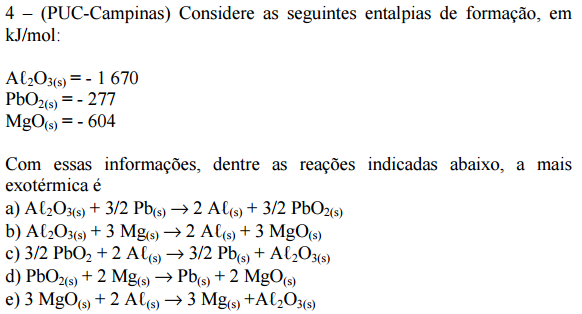 4 – (PUC-Campinas) Considere as seguintes entalpias de formação, em
kJ/mol:
Aℓ₂O₃₍ₛ₎ = - 1 670
PbO₂₍ₛ₎ = - 277
MgO₍ₛ₎ = - 604
Com essas informações, dentre as reações indicadas abaixo, a mais
exotérmica é
a) Aℓ₂O₃₍ₛ₎ + 3/2 Pb₍ₛ₎ → 2 Aℓ₍ₛ₎ + 3/2 PbO₂₍ₛ₎
b) Aℓ₂O₃₍ₛ₎ + 3 Mg₍ₛ₎ → 2 Aℓ₍ₛ₎ + 3 MgO₍ₛ₎
c) 3/2 PbO₂ + 2 Aℓ₍ₛ₎ → 3/2 Pb₍ₛ₎ + Aℓ₂O₃₍ₛ₎
d) PbO₂₍ₛ₎ + 2 Mg₍ₛ₎ → Pb₍ₛ₎ + 2 MgO₍ₛ₎
e) 3 MgO₍ₛ₎ + 2 Aℓ₍ₛ₎ → 3 Mg₍ₛ₎ +Aℓ₂O₃₍ₛ₎